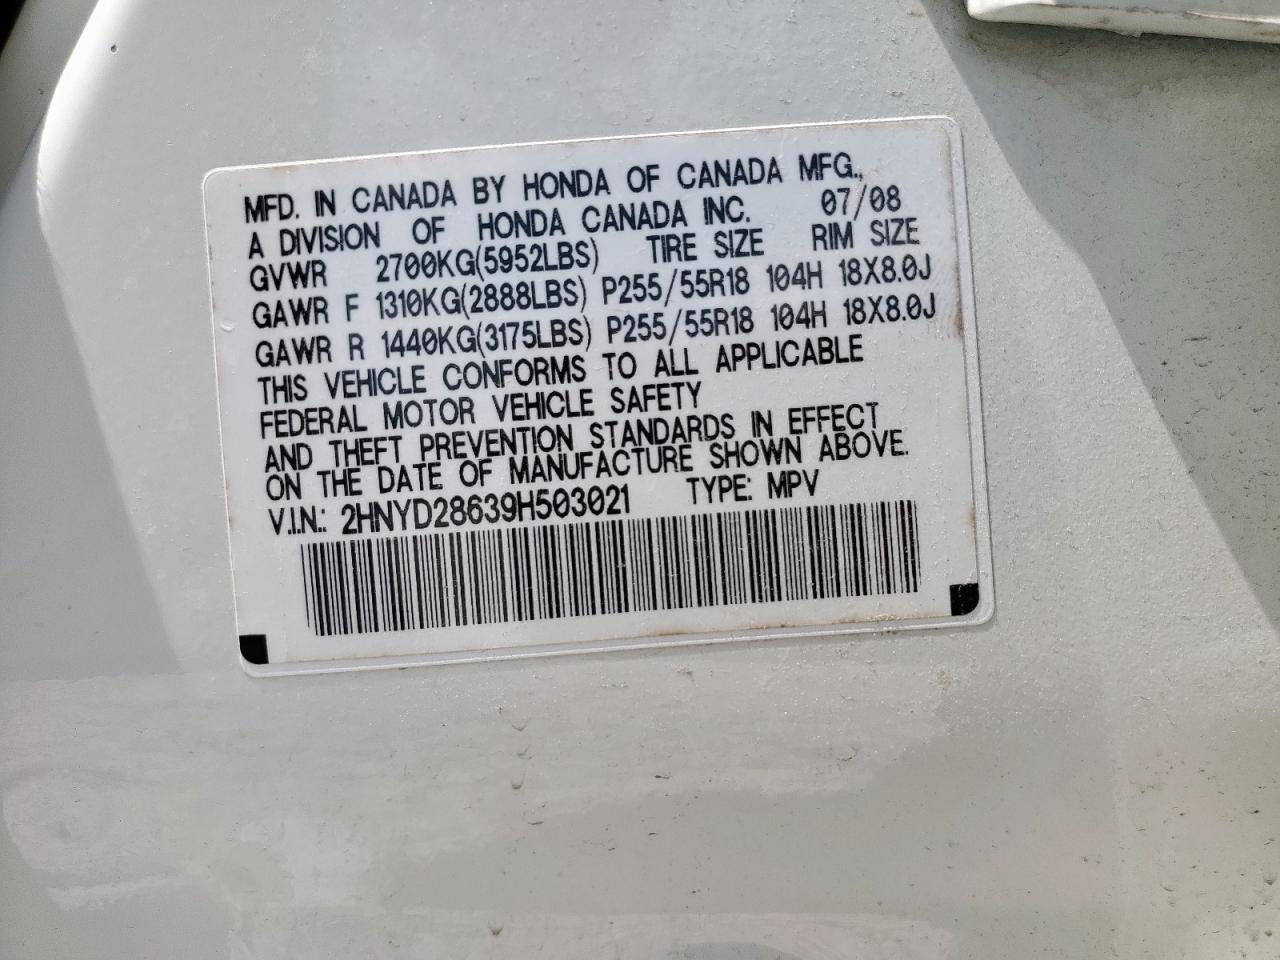 MFD. IN CANADA BY HONDA OF CANADA MFG.,
A DIVISION OF HONDA CANADA INC. 07/08
GVWR 2700KG(5952LBS) TIRE SIZE RIM SIZE
GAWR F 1310KG(2888LBS) P255/55R18 104H 18X8.0J
GAWR R 1440KG(3175LBS) P255/55R18 104H 18X8.0J
THIS VEHICLE CONFORMS TO ALL APPLICABLE
FEDERAL MOTOR VEHICLE SAFETY
AND THEFT PREVENTION STANDARDS IN EFFECT
ON THE DATE OF MANUFACTURE SHOWN ABOVE.
V.I.N.: 2HNYD28639H503021 TYPE: MPV